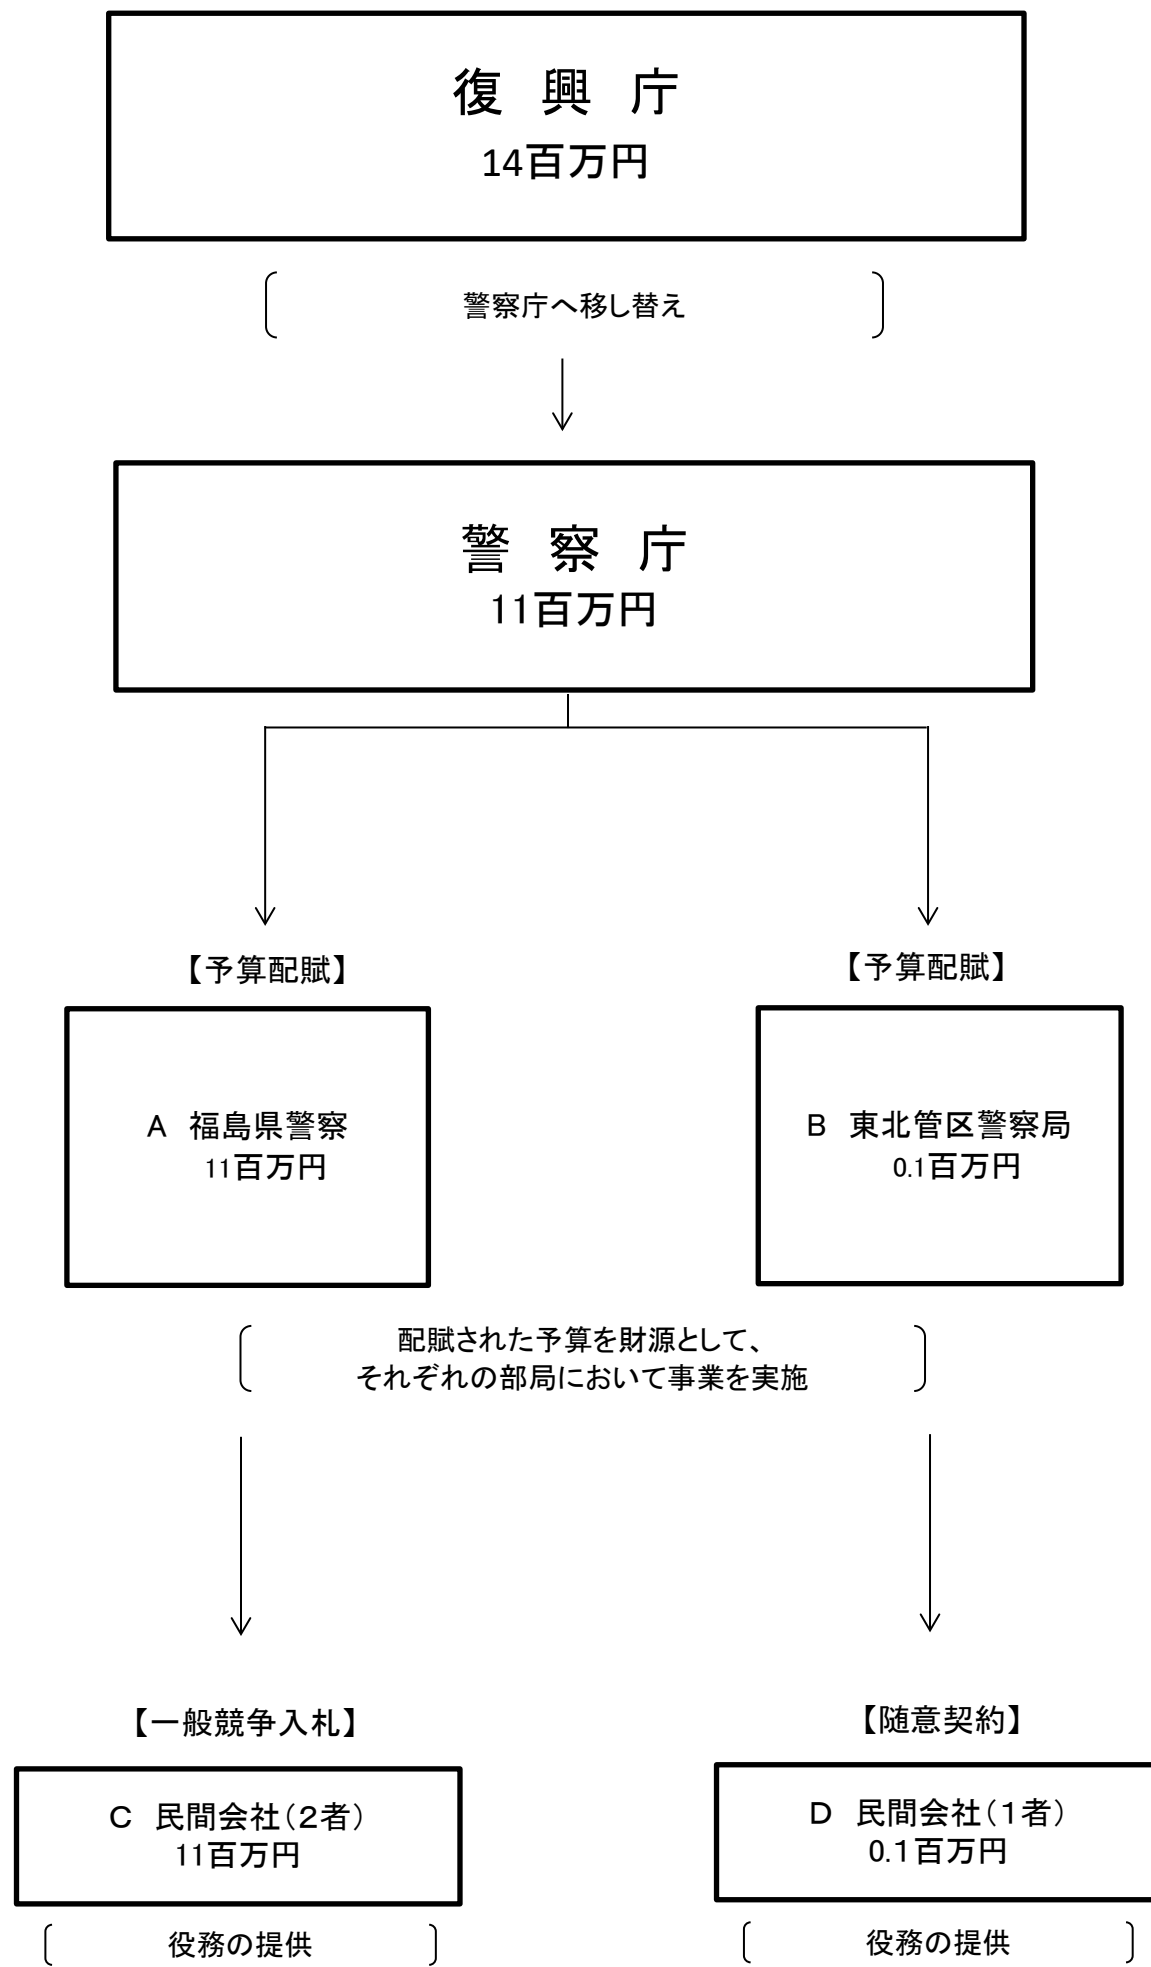 復　興　庁
14百万円
警察庁へ移し替え
警　察　庁
11百万円
【予算配賦】
【予算配賦】
A　福島県警察
11百万円
B　東北管区警察局
0.1百万円
配賦された予算を財源として、
それぞれの部局において事業を実施
【一般競争入札】
【随意契約】
C　民間会社（2者）
11百万円
D　民間会社（1者）
0.1百万円
役務の提供
役務の提供